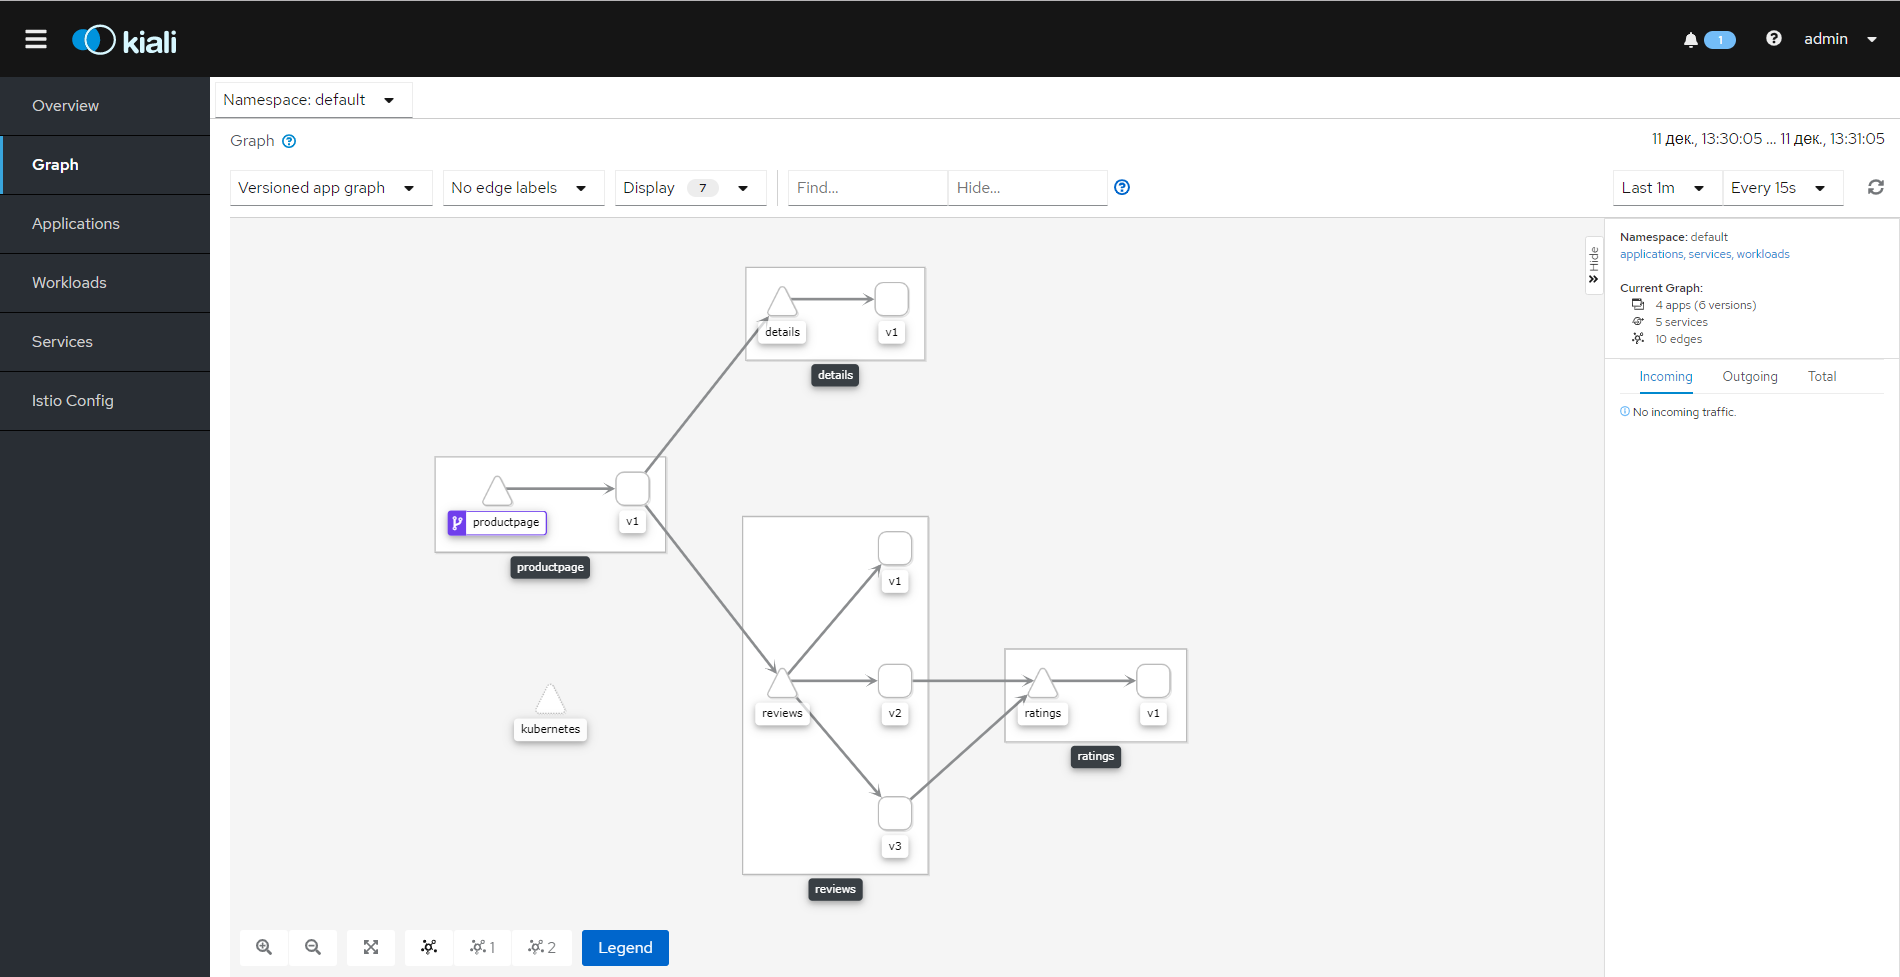 kiali
1
admin
Overview
Graph
Applications
Workloads
Services
Istio Config
Namespace: default
Graph
11 дек., 13:30:05 ... 11 дек., 13:31:05
Versioned app graph
No edge labels
Display 7
Find...
Hide...
Last 1m
Every 15s
Hide
Namespace: default
applications, services, workloads
Current Graph:
4 apps (6 versions)
5 services
10 edges
Incoming Outgoing Total
No incoming traffic.
details
v1
details
productpage
v1
productpage
v1
reviews
v2
v3
reviews
ratings
v1
ratings
kubernetes
1
2
Legend